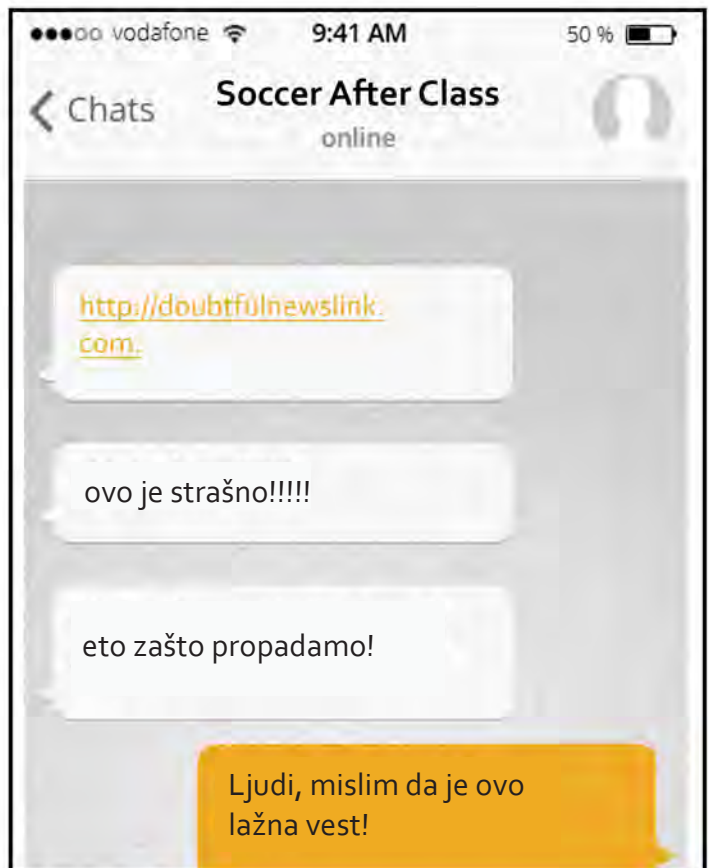 vodafone 9:41 AM 50 %
Chats Soccer After Class
online
http://doubtfulnewslink.
com.
ovo je strašno!!!!!
eto zašto propadamo!
Ljudi, mislim da je ovo
lažna vest!